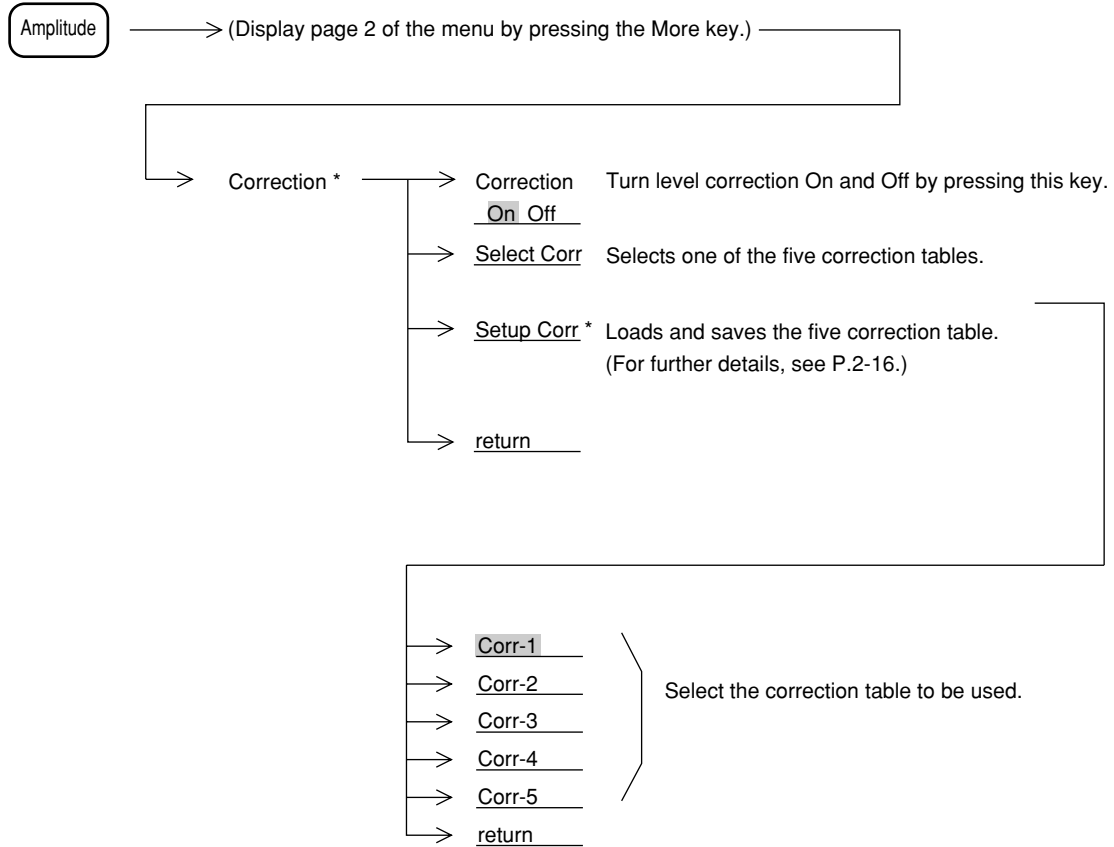 Amplitude
(Display page 2 of the menu by pressing the More key.)
Correction *
Correction
Turn level correction On and Off by pressing this key.
On Off
Select Corr
Selects one of the five correction tables.
Setup Corr *
Loads and saves the five correction table.
(For further details, see P.2-16.)
return
Corr-1
Corr-2
Select the correction table to be used.
Corr-3
Corr-4
Corr-5
return